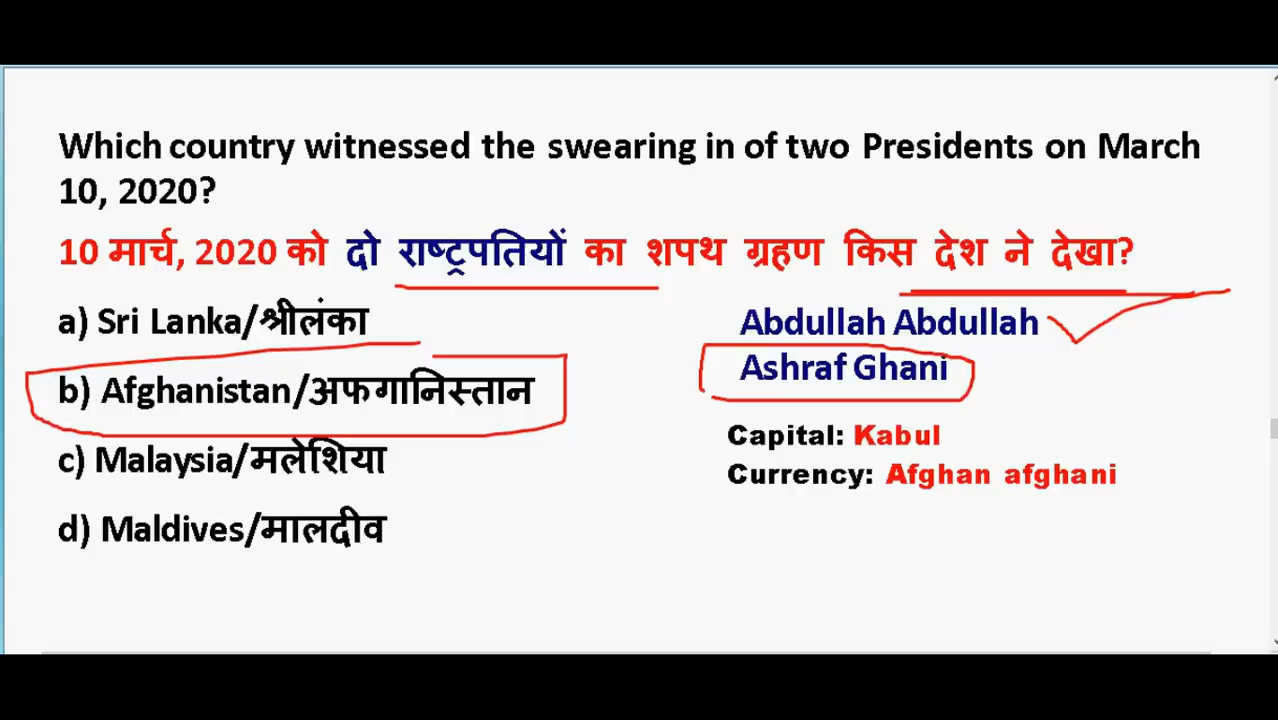 Which country witnessed the swearing in of two Presidents on March
10, 2020?
10 मार्च, 2020 को दो राष्ट्रपतियों का शपथ ग्रहण किस देश ने देखा?
a) Sri Lanka/श्रीलंका
b) Afghanistan/अफगानिस्तान
c) Malaysia/मलेशिया
d) Maldives/मालदीव
Abdullah Abdullah
Ashraf Ghani
Capital: Kabul
Currency: Afghan afghani